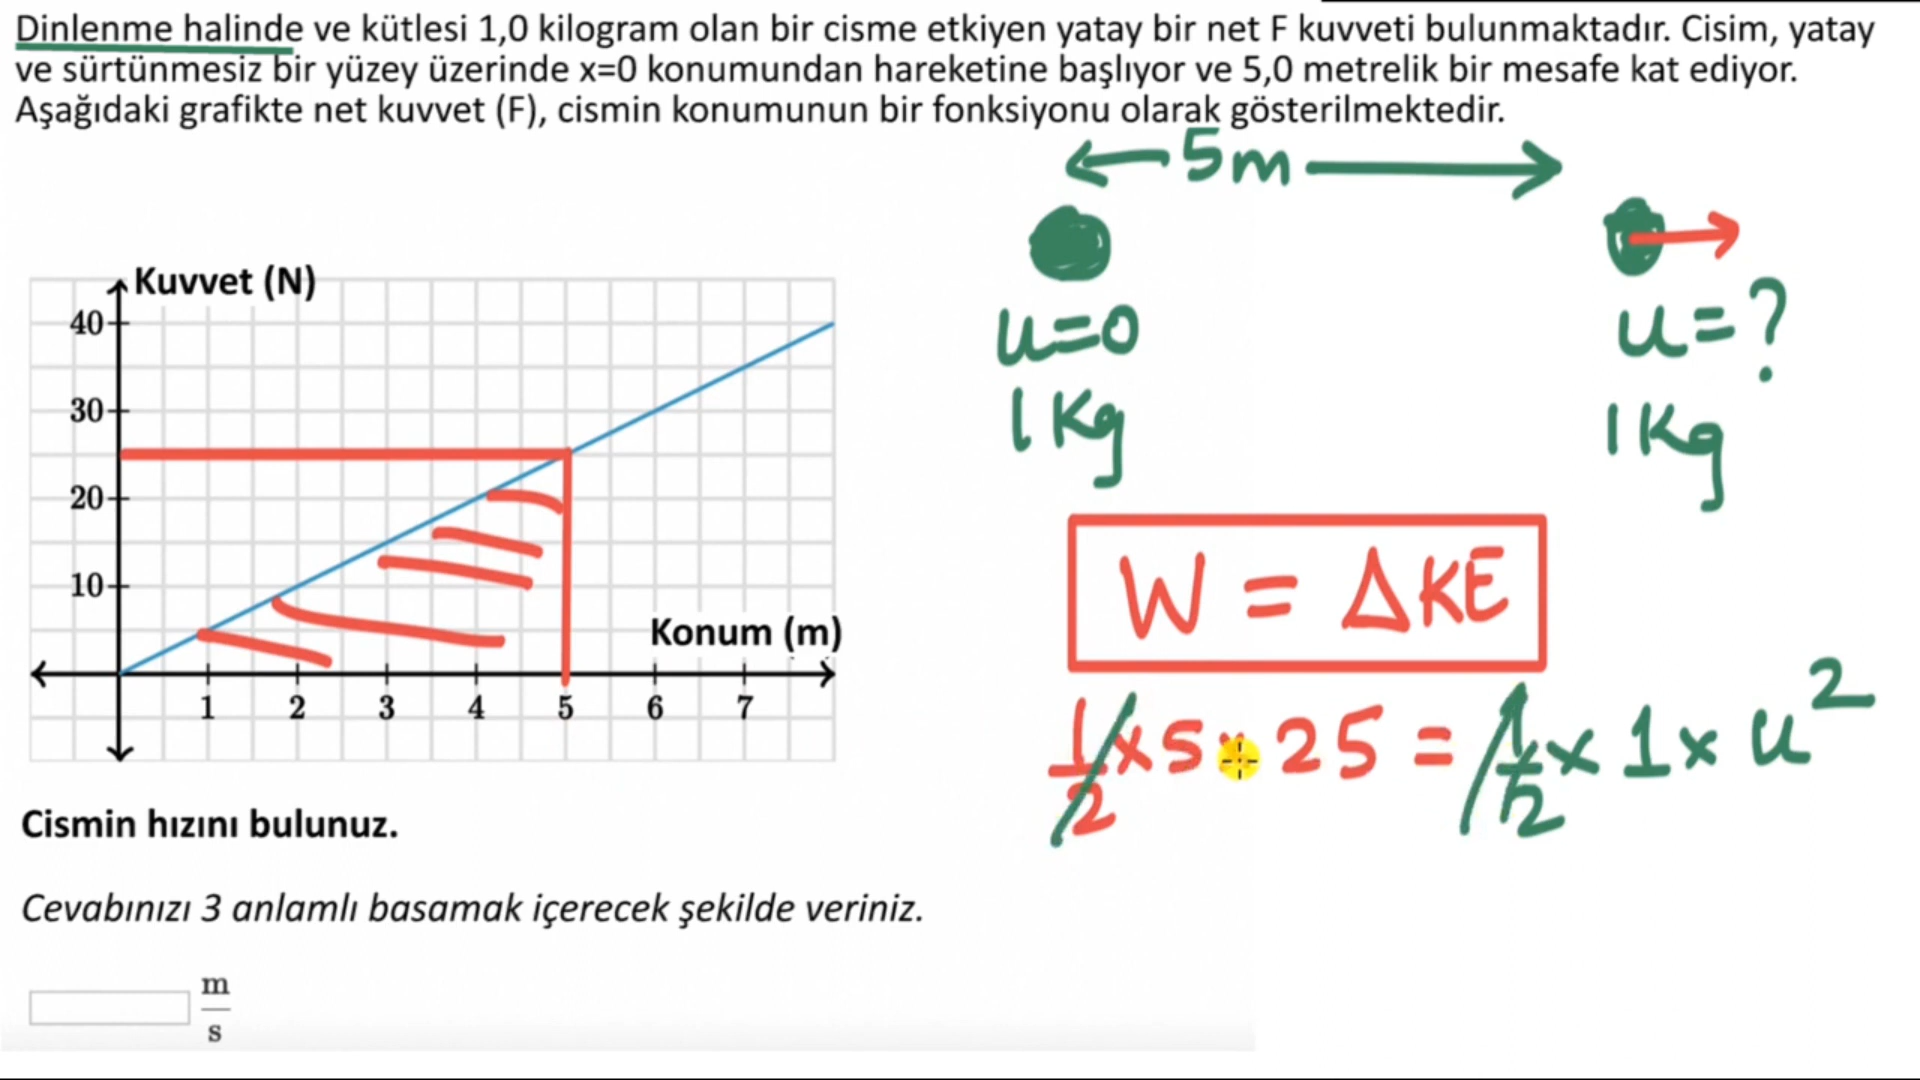 Dinlenme halinde ve kütlesi 1,0 kilogram olan bir cisme etkiyen yatay bir net F kuvveti bulunmaktadır. Cisim, yatay
ve sürtünmesiz bir yüzey üzerinde x=0 konumundan hareketine başlıyor ve 5,0 metrelik bir mesafe kat ediyor.
Aşağıdaki grafikte net kuvvet (F), cismin konumunun bir fonksiyonu olarak gösterilmektedir.
5m
u=0
1Kg
u=?
1Kg
Kuvvet (N)
40
30
20
10
Konum (m)
1 2 3 4 5 6 7
W = ΔKE
1/2 x 5 x 25 = 1/2 x 1 x u²
Cismin hızını bulunuz.
Cevabınızı 3 anlamlı basamak içerecek şekilde veriniz.
m
s